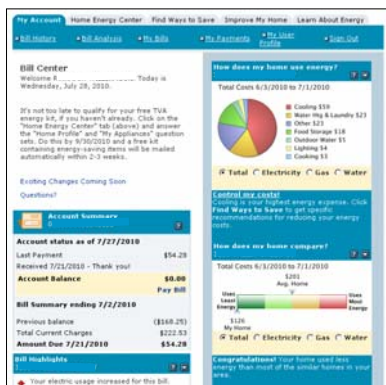 My Account
Home Energy Center
Find Ways to Save
Improve My Home
Learn About Energy
Bill History
Bill Analysis
My Bills
My Payments
My User Profile
Sign Out
Bill Center
Welcome R
Today is
Wednesday, July 28, 2010.
It's not too late to qualify for your free TVA
energy kit, if you haven't already. Click on the
"Home Energy Center" tab (above) and answer
the "Home Profile" and "My Appliances" question
sets. Do this by 9/30/2010 and a free kit
containing energy-saving items will be mailed
automatically within 2-3 weeks.
Exciting Changes Coming Soon
Questions?
Account Summary
Account status as of 7/27/2010
Last Payment $54.28
Received 7/21/2010 - Thank you!
Account Balance $0.00
Pay Bill
Bill Summary ending 7/2/2010
Previous balance ($168.25)
Total Current Charges $222.53
Amount Due 7/21/2010 $54.28
Bill Highlights
Your electric usage increased for this bill.
How does my home use energy?
Total Costs 6/3/2010 to 7/1/2010
Cooling $59
Water Htg & Laundry $23
Other $23
Food Storage $18
Outdoor Water $5
Lighting $4
Cooking $3
Total Electricity Gas Water
Control my costs!
Cooling is your highest energy expense. Click
Find Ways to Save to get specific
recommendations for reducing your energy
costs.
How does my home compare?
Total Costs 6/3/2010 to 7/1/2010
$201
Avg. Home
Uses Least Energy
Uses Most Energy
$126
My Home
Total Electricity Gas Water
Congratulations! Your home used less
energy than most of the similar homes in your
area.